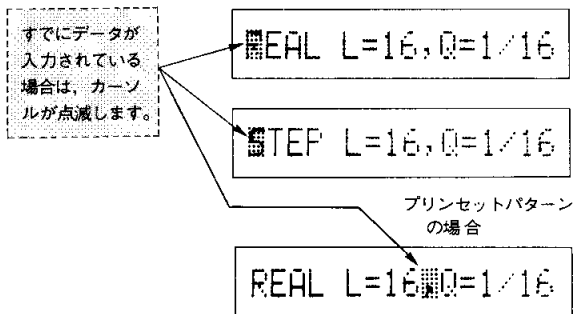 すでにデータが
入力されている
場合は，カーソ
ルが点滅します。
REAL L=16,Q=1/16
STEP L=16,Q=1/16
プリンセットパターン
の場合
REAL L=16,Q=1/16